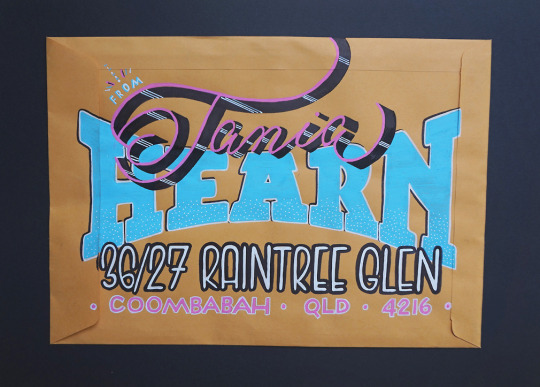 FROM
Tania
HEARN
36/27 RAINTREE GLEN
• COOMBABAH • QLD • 4216 •